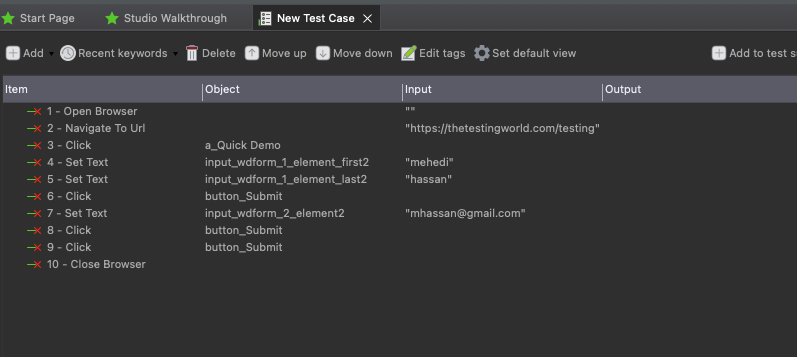 Start Page Studio Walkthrough New Test Case
Add Recent keywords Delete Move up Move down Edit tags Set default view Add to test s
Item Object Input Output
1 - Open Browser ""
2 - Navigate To Url "https://thetestingworld.com/testing"
3 - Click a_Quick Demo
4 - Set Text input_wdform_1_element_first2 "mehedi"
5 - Set Text input_wdform_1_element_last2 "hassan"
6 - Click button_Submit
7 - Set Text input_wdform_2_element2 "mhassan@gmail.com"
8 - Click button_Submit
9 - Click button_Submit
10 - Close Browser